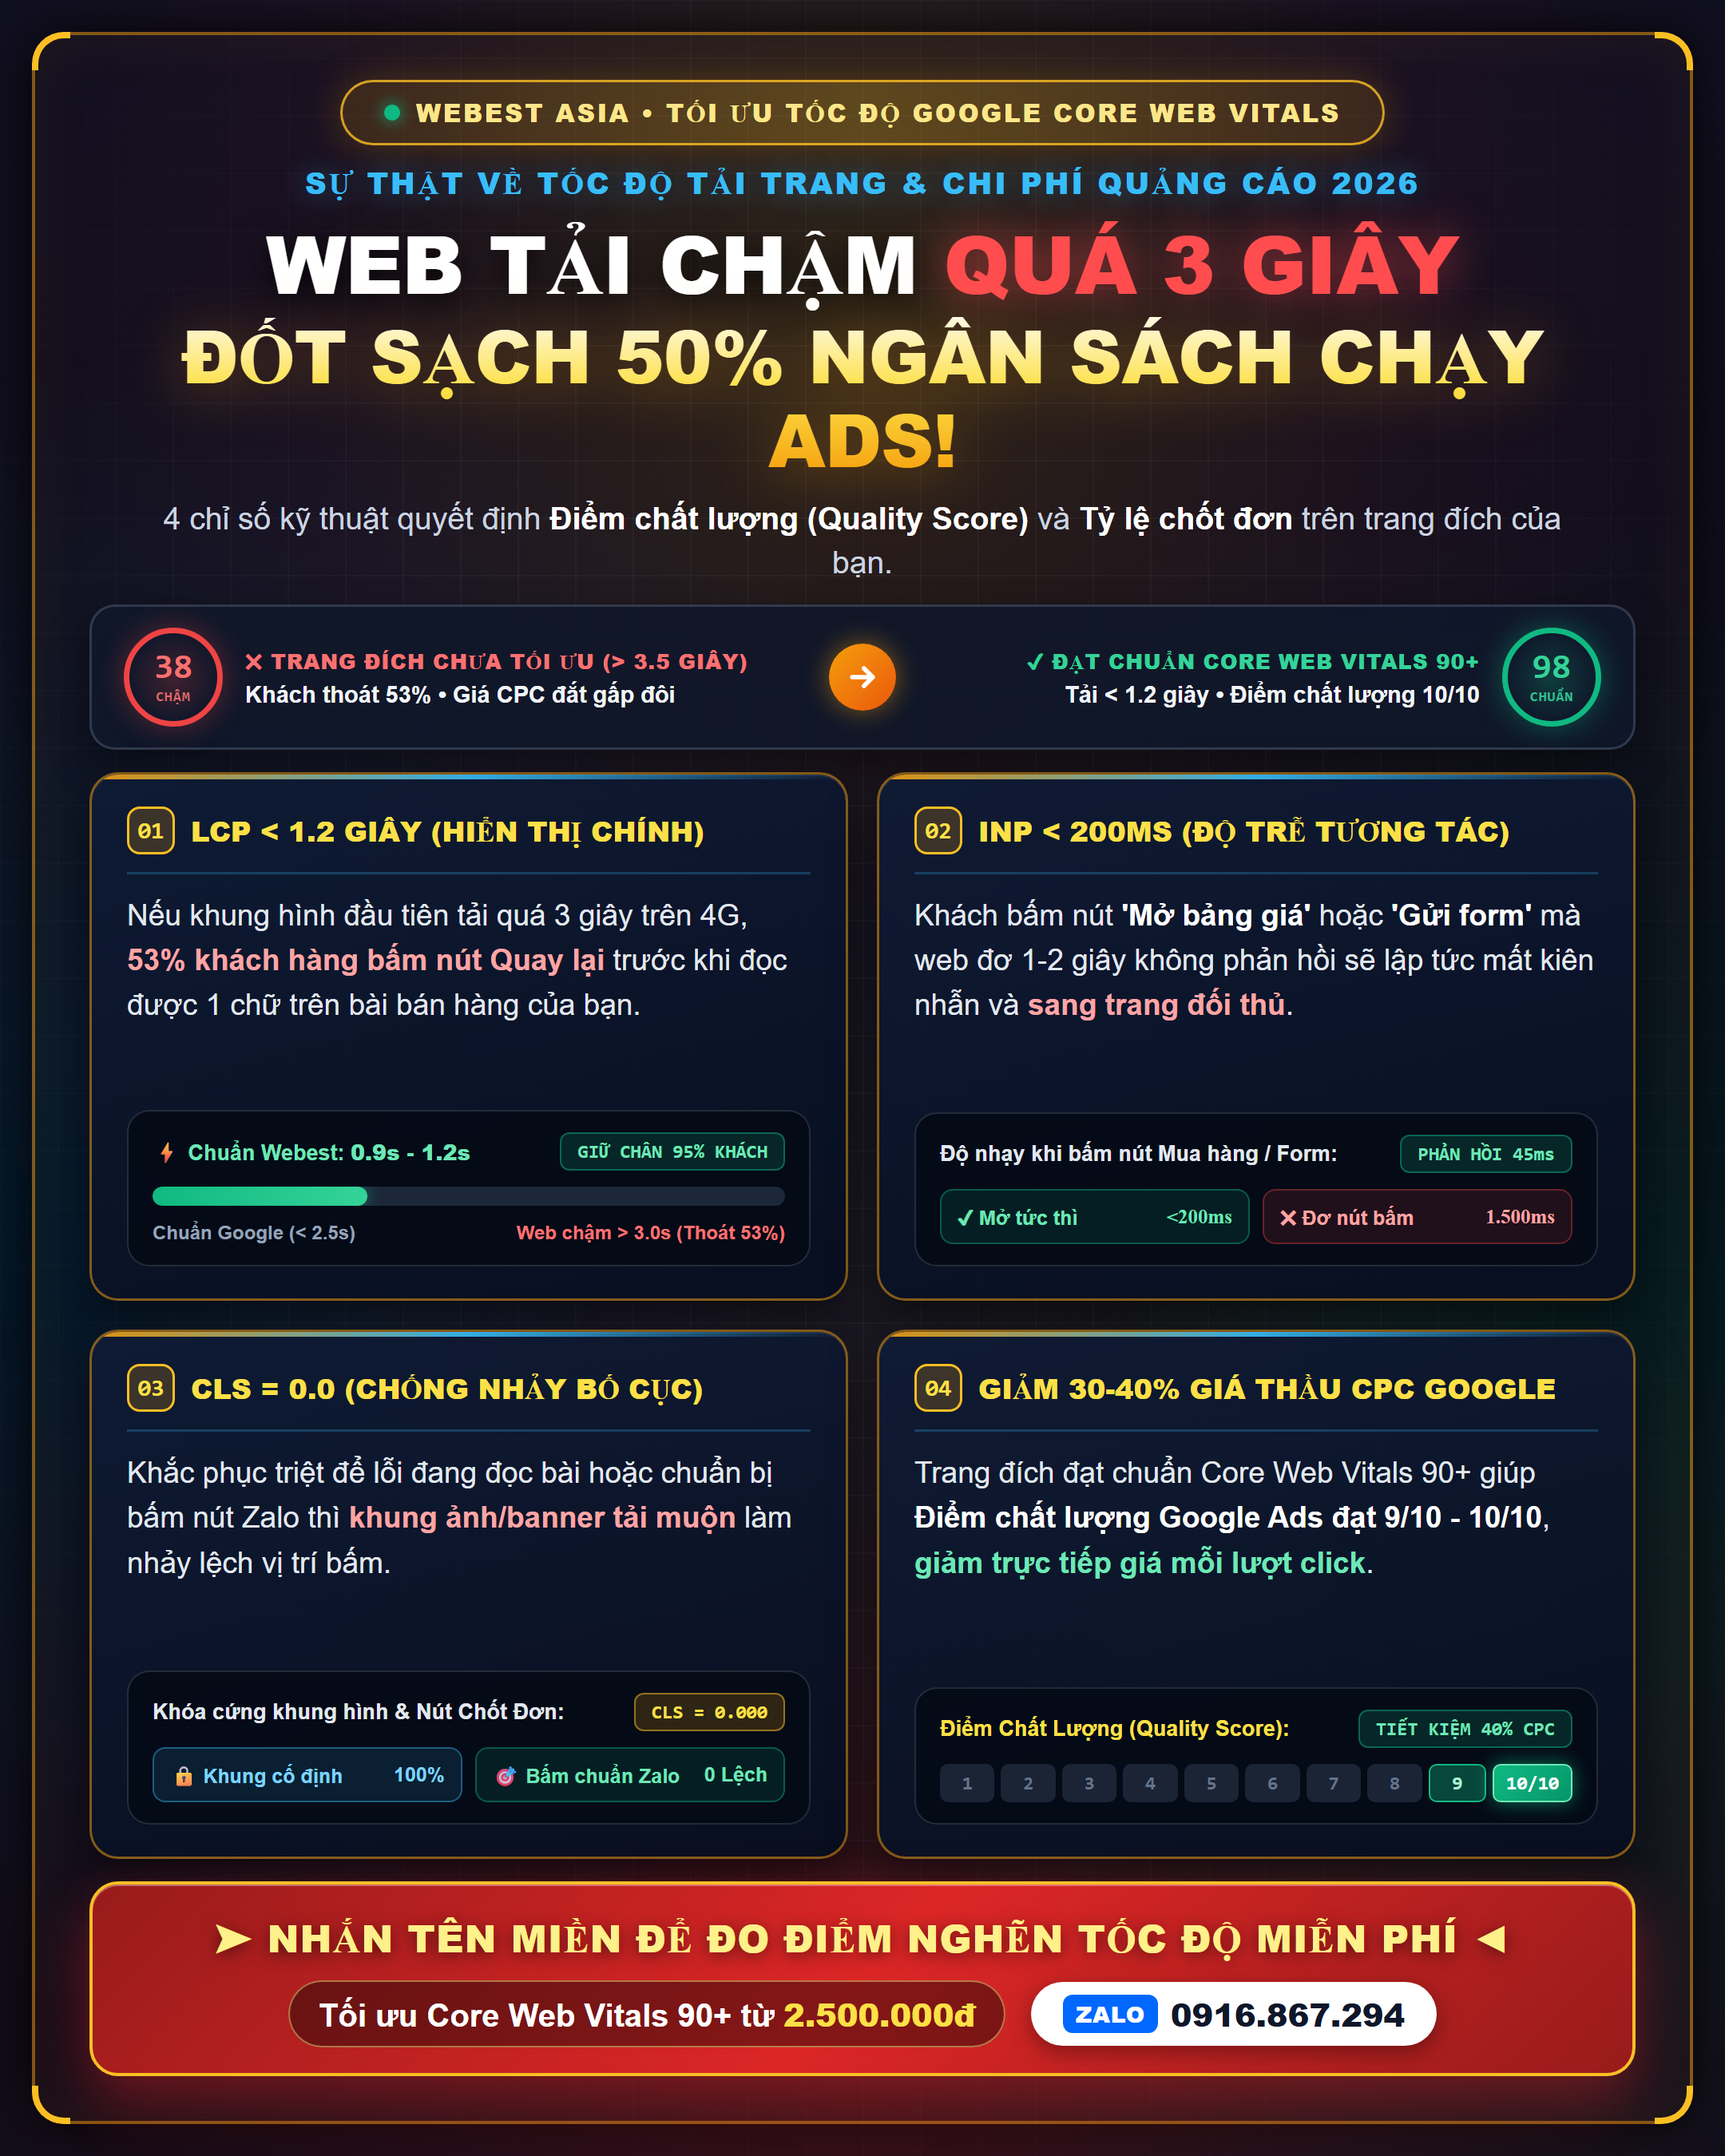 WEBEST ASIA • TỐI ƯU TỐC ĐỘ GOOGLE CORE WEB VITALS
SỰ THẬT VỀ TỐC ĐỘ TẢI TRANG & CHI PHÍ QUẢNG CÁO 2026
WEB TẢI CHẬM QUÁ 3 GIÂY
ĐỐT SẠCH 50% NGÂN SÁCH CHẠY
ADS!
4 chỉ số kỹ thuật quyết định Điểm chất lượng (Quality Score) và Tỷ lệ chốt đơn trên trang đích của
bạn.
38
CHẬM
❌ TRANG ĐÍCH CHƯA TỐI ƯU (> 3.5 GIÂY)
Khách thoát 53% • Giá CPC đắt gấp đôi
➜
✔ ĐẠT CHUẨN CORE WEB VITALS 90+
Tải < 1.2 giây • Điểm chất lượng 10/10
98
CHUẨN
01 LCP < 1.2 GIÂY (HIỂN THỊ CHÍNH)
Nếu khung hình đầu tiên tải quá 3 giây trên 4G,
53% khách hàng bấm nút Quay lại trước khi đọc
được 1 chữ trên bài bán hàng của bạn.
⚡ Chuẩn Webest: 0.9s - 1.2s
GIỮ CHÂN 95% KHÁCH
Chuẩn Google (< 2.5s)
Web chậm > 3.0s (Thoát 53%)
02 INP < 200MS (ĐỘ TRỄ TƯƠNG TÁC)
Khách bấm nút 'Mở bảng giá' hoặc 'Gửi form' mà
web đơ 1-2 giây không phản hồi sẽ lập tức mất kiên
nhẫn và sang trang đối thủ.
Độ nhạy khi bấm nút Mua hàng / Form:
PHẢN HỒI 45ms
✔ Mở tức thì <200ms
❌ Đơ nút bấm 1.500ms
03 CLS = 0.0 (CHỐNG NHẢY BỐ CỤC)
Khắc phục triệt để lỗi đang đọc bài hoặc chuẩn bị
bấm nút Zalo thì khung ảnh/banner tải muộn làm
nhảy lệch vị trí bấm.
Khóa cứng khung hình & Nút Chốt Đơn:
CLS = 0.000
🔒 Khung cố định 100%
🎯 Bấm chuẩn Zalo 0 Lệch
04 GIẢM 30-40% GIÁ THẦU CPC GOOGLE
Trang đích đạt chuẩn Core Web Vitals 90+ giúp
Điểm chất lượng Google Ads đạt 9/10 - 10/10,
giảm trực tiếp giá mỗi lượt click.
Điểm Chất Lượng (Quality Score):
TIẾT KIỆM 40% CPC
1 2 3 4 5 6 7 8 9 10/10
➤ NHẮN TÊN MIỀN ĐỂ ĐO ĐIỂM NGHẼN TỐC ĐỘ MIỄN PHÍ ◄
Tối ưu Core Web Vitals 90+ từ 2.500.000đ
ZALO 0916.867.294